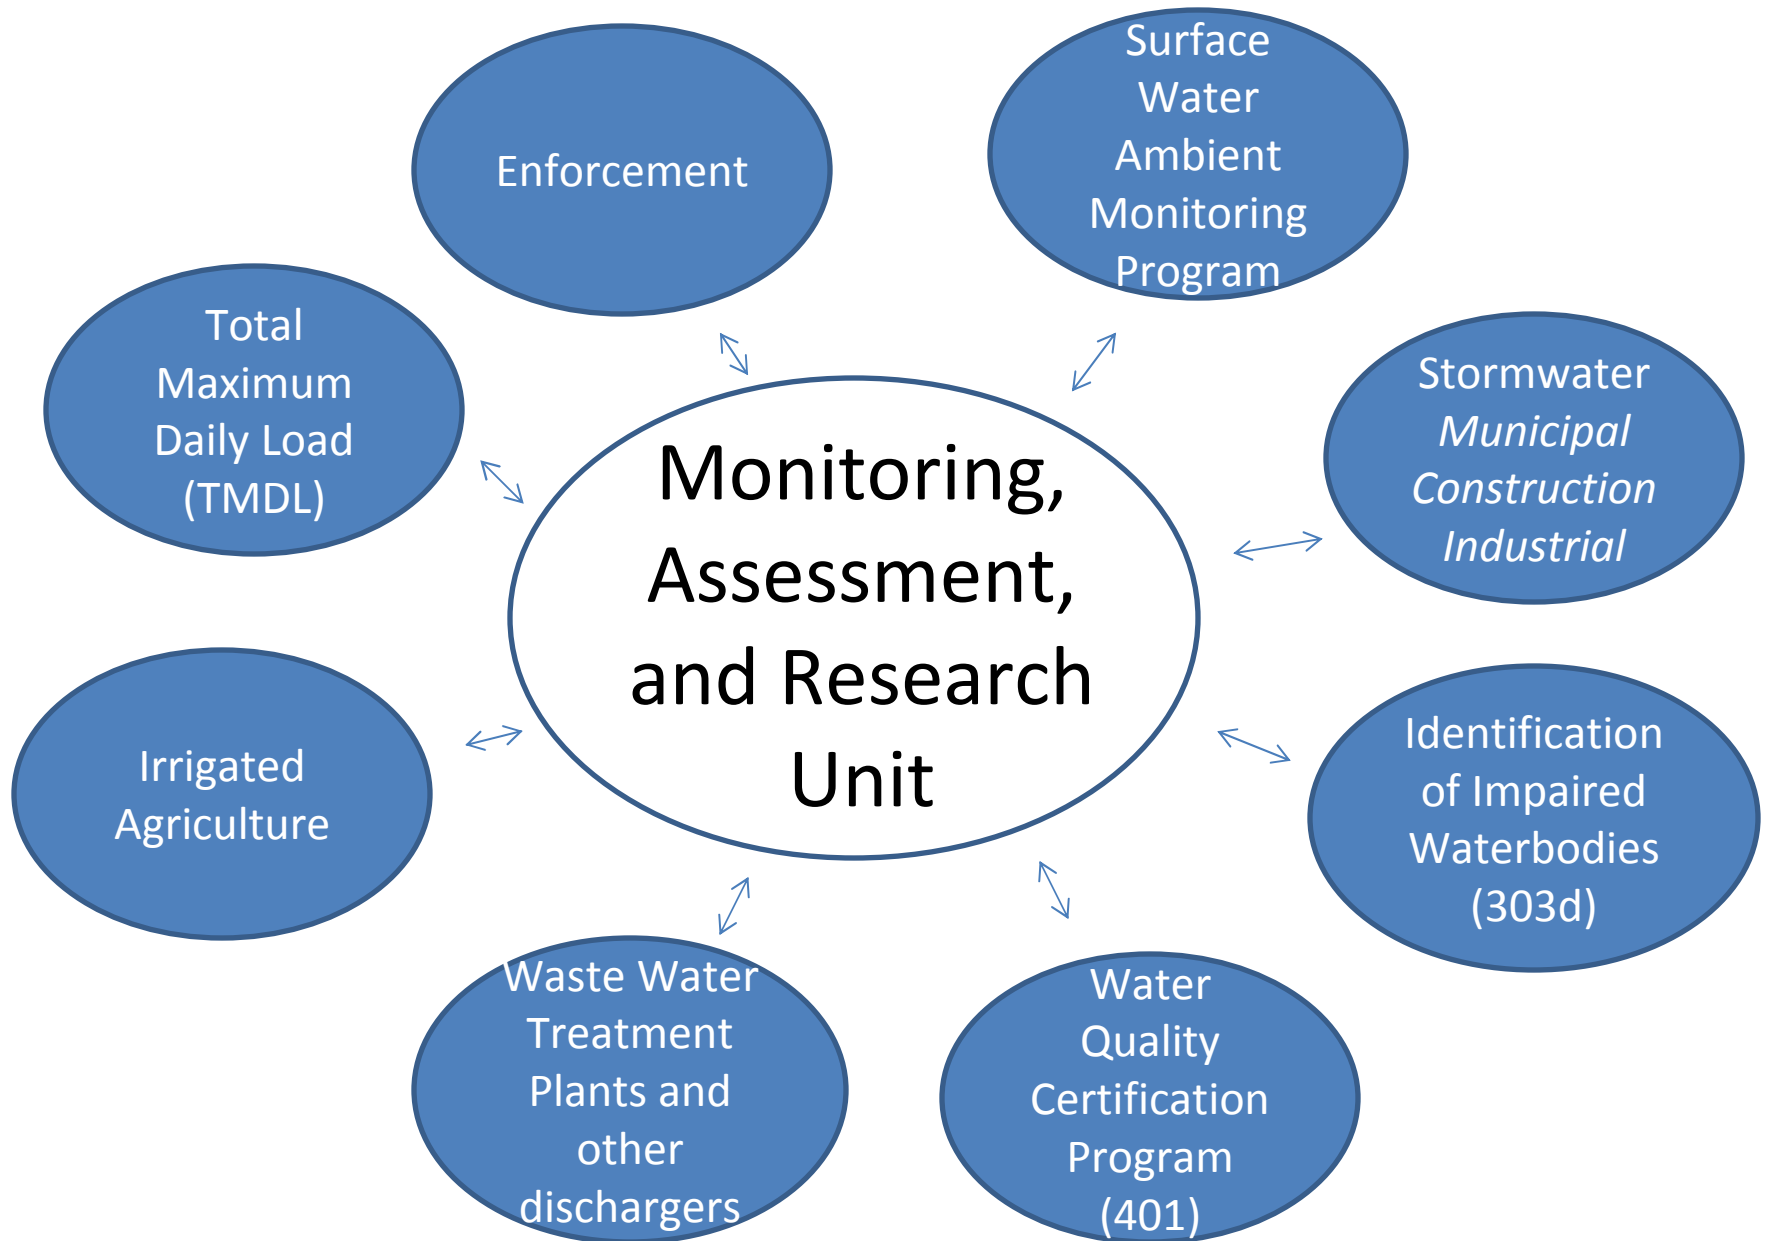 Enforcement
Surface
Water
Ambient
Monitoring
Program
Total
Maximum
Daily Load
(TMDL)
Stormwater
Municipal
Construction
Industrial
Monitoring,
Assessment,
and Research
Unit
Irrigated
Agriculture
Identification
of Impaired
Waterbodies
(303d)
Waste Water
Treatment
Plants and
other
dischargers
Water
Quality
Certification
Program
(401)